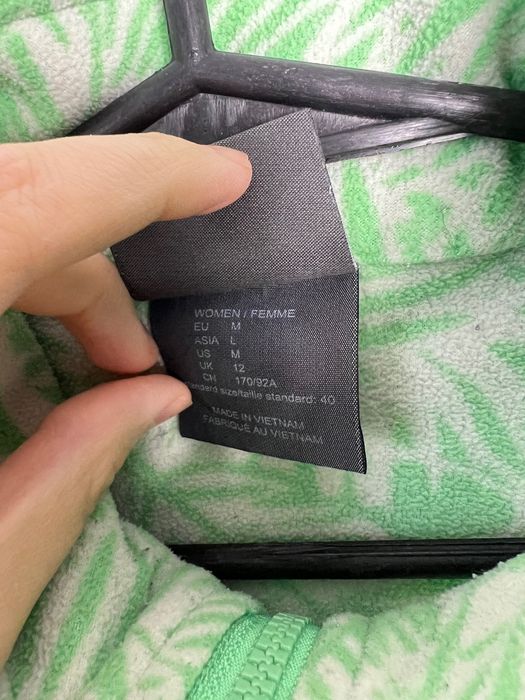 WOMEN / FEMME
EU M
ASIA L
US M
UK 12
CN 170/92A
size/taille standard: 40
MADE IN VIETNAM
FABRIQUÉ AU VIETNAM